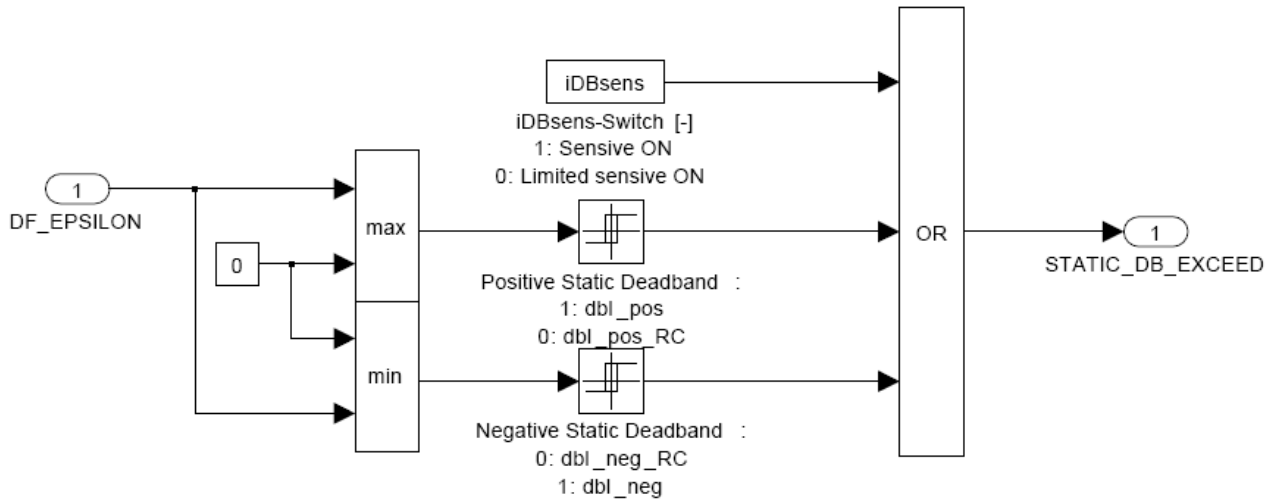 iDBsens
iDBsens-Switch [-]
1: Sensive ON
0: Limited sensive ON
1
DF_EPSILON
max
0
OR
1
STATIC_DB_EXCEED
Positive Static Deadband :
1: dbl_pos
0: dbl_pos_RC
min
Negative Static Deadband :
0: dbl_neg_RC
1: dbl_neg